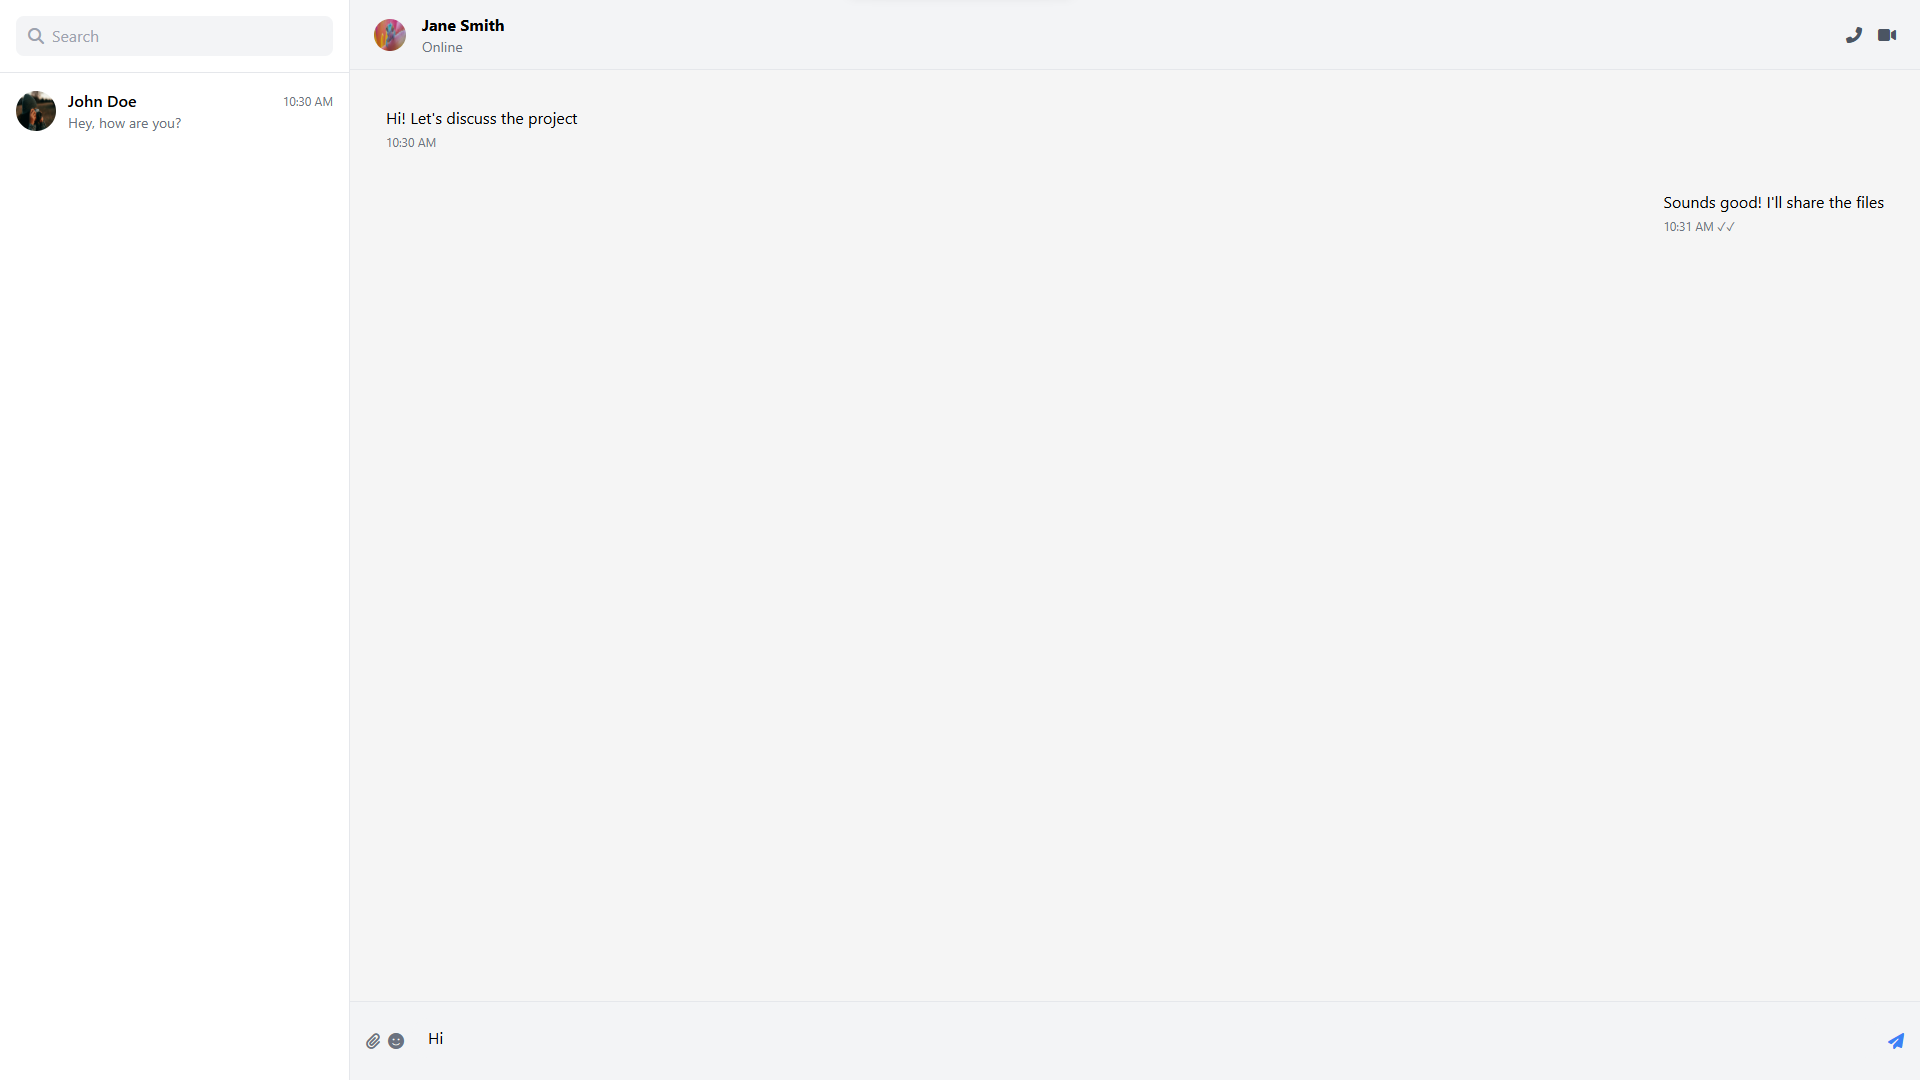 Search
John Doe
10:30 AM
Hey, how are you?
Jane Smith
Online
Hi! Let's discuss the project
10:30 AM
Sounds good! I'll share the files
10:31 AM ✓✓
Hi